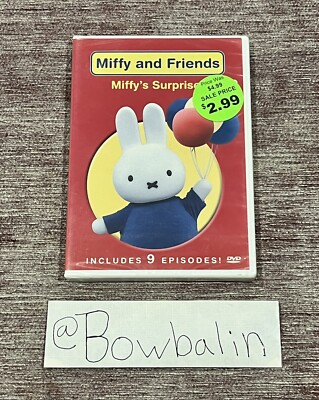 Miffy and Friends
Miffy's Surprise
Price Was
$4.99
SALE PRICE
$2.99
INCLUDES 9 EPISODES!
DVD
@Bowbalin